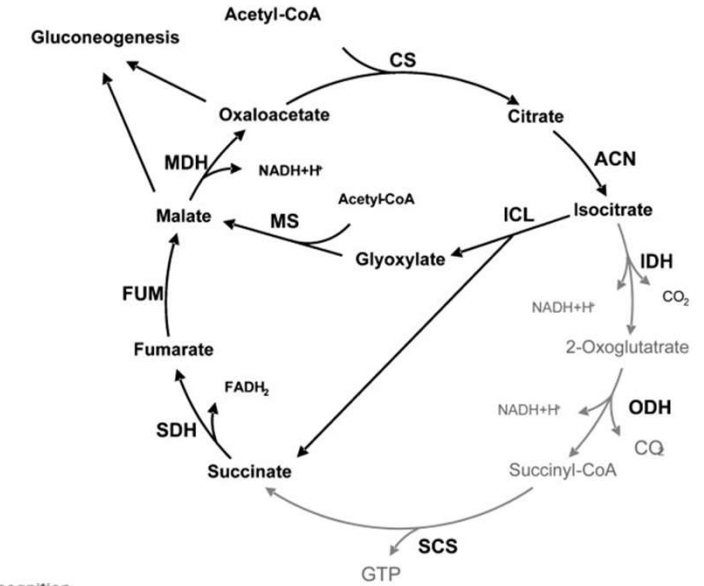 Acetyl-CoA
Gluconeogenesis
CS
Oxaloacetate
Citrate
MDH
NADH+H+
ACN
Acetyl-CoA
Malate
MS
ICL
Isocitrate
Glyoxylate
IDH
FUM
NADH+H+
CO2
Fumarate
2-Oxoglutatrate
FADH2
NADH+H+
ODH
SDH
CO2
Succinate
Succinyl-CoA
SCS
GTP